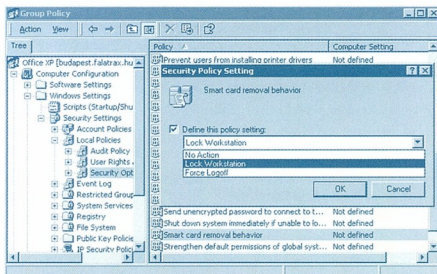 Group Policy
Action View
Tree
Policy Computer Setting
Office XP [budapest.falatrax.hu
Computer Configuration
Software Settings
Windows Settings
Scripts (Startup/Shu
Security Settings
Account Policies
Local Policies
Audit Policy
User Rights
Security Opt
Event Log
Restricted Group
System Services
Registry
File System
Public Key Policie
IP Security Polic
Prevent users from installing printer drivers Not defined
Security Policy Setting
Smart card removal behavior
Define this policy setting:
Lock Workstation
No Action
Lock Workstation
Force Logoff
OK Cancel
Send unencrypted password to connect to t... Not defined
Shut down system immediately if unable to lo... Not defined
Smart card removal behavior Not defined
Strengthen default permissions of global syst... Not defined